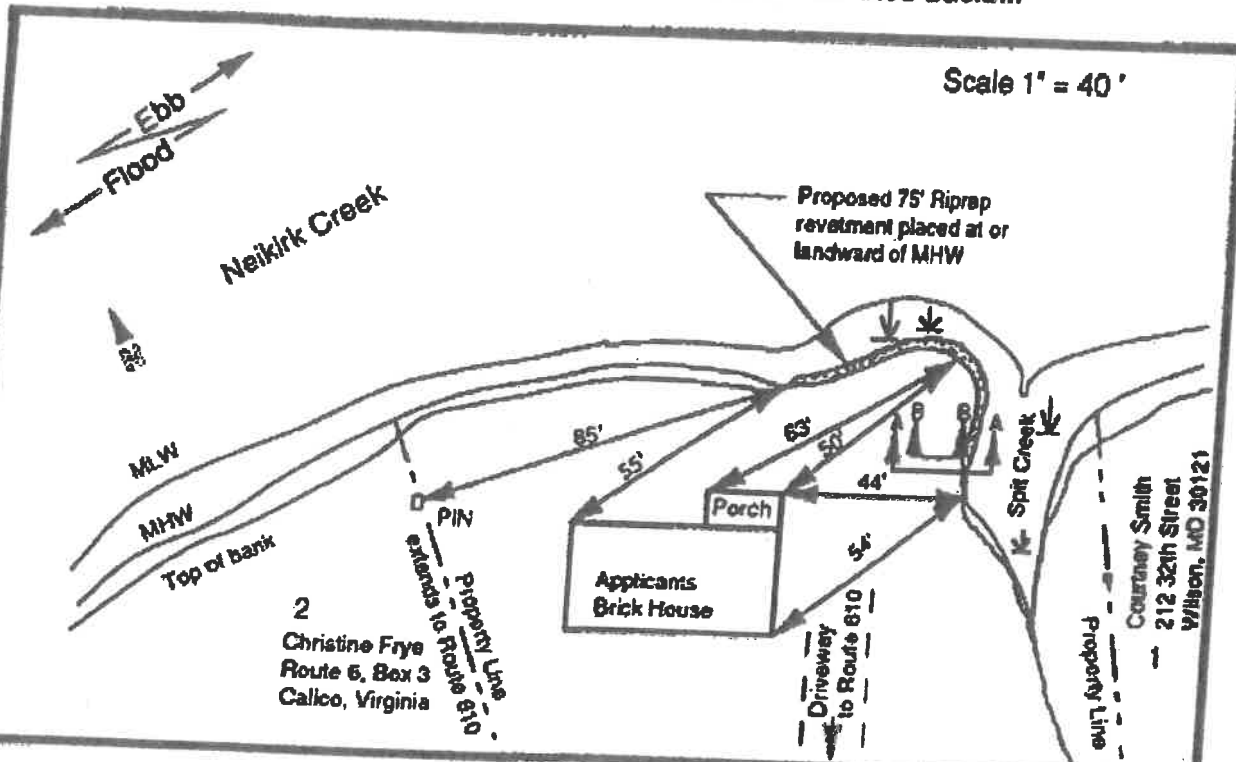 Scale 1" = 40'
Ebb
Flood
Neikirk Creek
Proposed 75' Riprap
revetment placed at or
landward of MHW
MLW
MHW
Top of bank
85'
55'
63'
50'
44'
54'
B B
A A
PIN
Porch
Applicants
Brick House
Property Line
extends to Route 610
2
Christine Frye
Route 6, Box 3
Calico, Virginia
Driveway
to Route 610
Spit Creek
Property Line
Courtney Smith
212 32th Street
Wilson, MD 30121